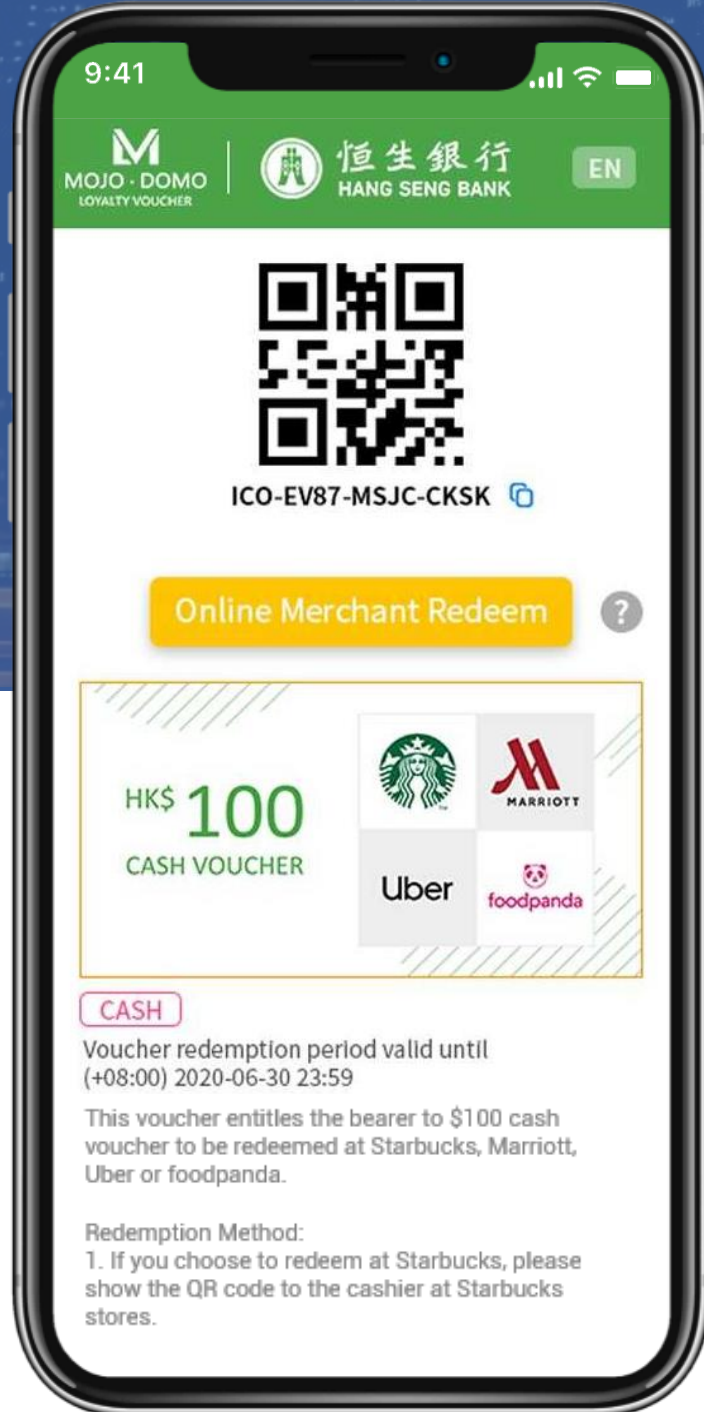 9:41
MOJO · DOMO
LOYALTY VOUCHER
恒生銀行
HANG SENG BANK
EN
ICO-EV87-MSJC-CKSK
Online Merchant Redeem
?
HK$ 100
CASH VOUCHER
MARRIOTT
Uber
foodpanda
CASH
Voucher redemption period valid until
(+08:00) 2020-06-30 23:59
This voucher entitles the bearer to $100 cash
voucher to be redeemed at Starbucks, Marriott,
Uber or foodpanda.
Redemption Method:
1. If you choose to redeem at Starbucks, please
show the QR code to the cashier at Starbucks
stores.